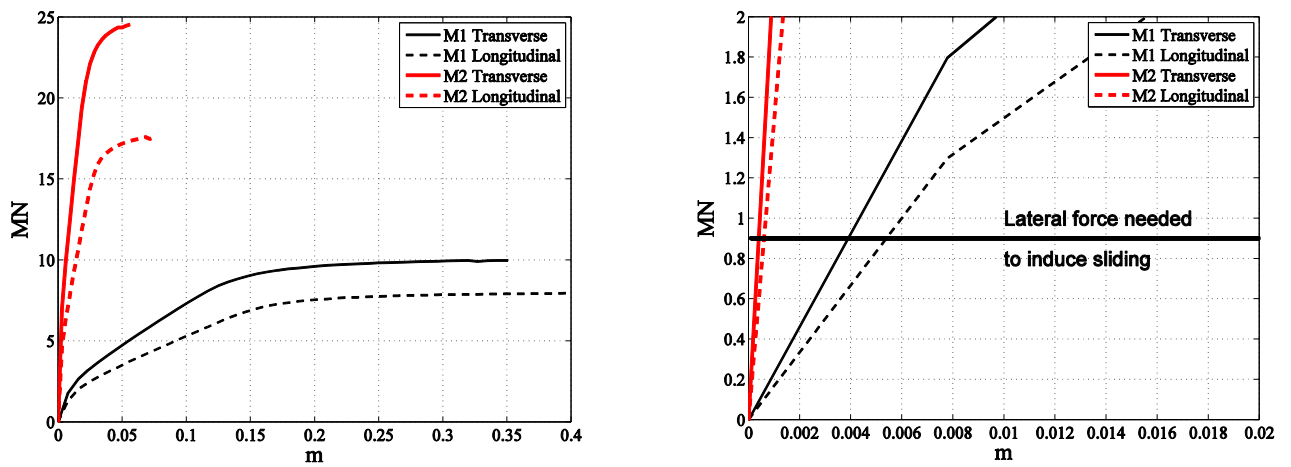 25
20
15
10
5
0
MN
0 0.05 0.1 0.15 0.2 0.25 0.3 0.35 0.4
m
M1 Transverse
M1 Longitudinal
M2 Transverse
M2 Longitudinal
2
1.8
1.6
1.4
1.2
1
0.8
0.6
0.4
0.2
0
MN
0 0.002 0.004 0.006 0.008 0.01 0.012 0.014 0.016 0.018 0.02
m
M1 Transverse
M1 Longitudinal
M2 Transverse
M2 Longitudinal
Lateral force needed
to induce sliding